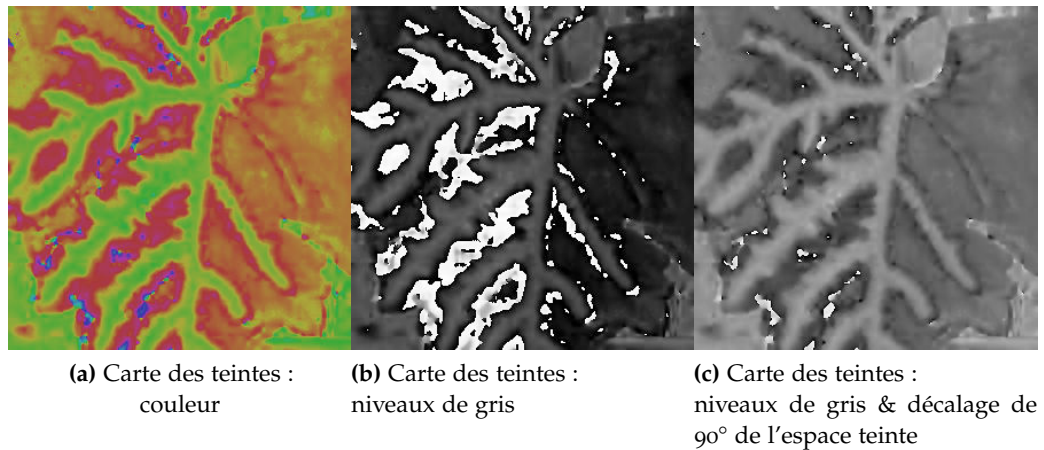 (a) Carte des teintes :
couleur
(b) Carte des teintes :
niveaux de gris
(c) Carte des teintes :
niveaux de gris & décalage de
90° de l'espace teinte